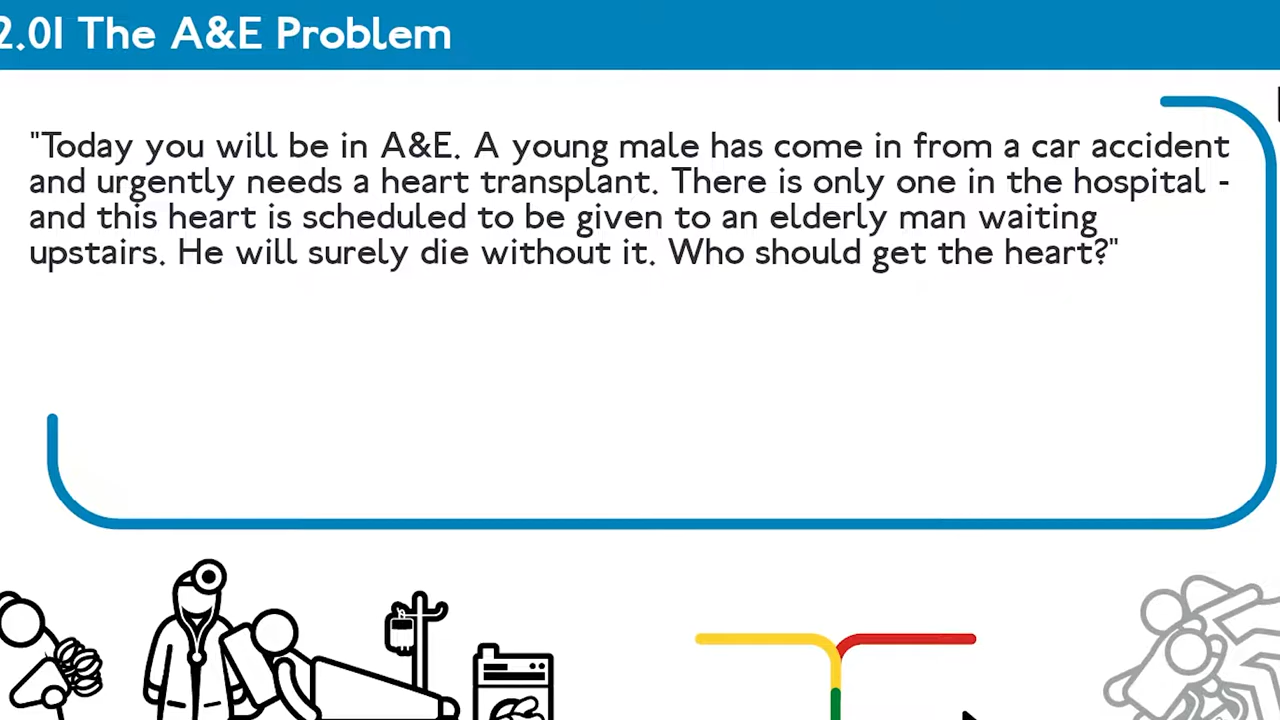 2.01 The A&E Problem
"Today you will be in A&E. A young male has come in from a car accident
and urgently needs a heart transplant. There is only one in the hospital -
and this heart is scheduled to be given to an elderly man waiting
upstairs. He will surely die without it. Who should get the heart?"